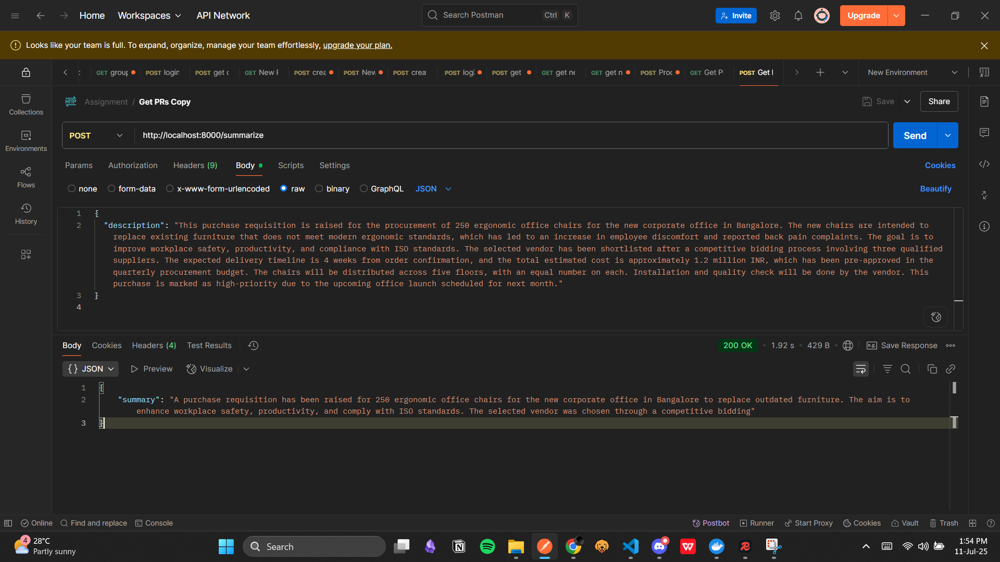 Home Workspaces API Network Search Postman Ctrl K Invite Upgrade
Looks like your team is full. To expand, organize, manage your team effortlessly, upgrade your plan.
GET group POST login POST get c GET New POST crea POST New POST crea POST logi POST get GET get ne GET get n POST Proc GET Get P POST Get New Environment
HTTP Assignment / Get PRs Copy Save Share
Collections
Environments
Flows
History
POST http://localhost:8000/summarize Send
Params Authorization Headers (9) Body Scripts Settings Cookies
none form-data x-www-form-urlencoded raw binary GraphQL JSON Beautify
1 {
2 "description": "This purchase requisition is raised for the procurement of 250 ergonomic office chairs for the new corporate office in Bangalore. The new chairs are intended to
replace existing furniture that does not meet modern ergonomic standards, which has led to an increase in employee discomfort and reported back pain complaints. The goal is to
improve workplace safety, productivity, and compliance with ISO standards. The selected vendor has been shortlisted after a competitive bidding process involving three qualified
suppliers. The expected delivery timeline is 4 weeks from order confirmation, and the total estimated cost is approximately 1.2 million INR, which has been pre-approved in the
quarterly procurement budget. The chairs will be distributed across five floors, with an equal number on each. Installation and quality check will be done by the vendor. This
purchase is marked as high-priority due to the upcoming office launch scheduled for next month."
3 }
4
Body Cookies Headers (4) Test Results 200 OK • 1.92 s • 429 B • e.g. Save Response
{} JSON Preview Visualize
1 {
2 "summary": "A purchase requisition has been raised for 250 ergonomic office chairs for the new corporate office in Bangalore to replace outdated furniture. The aim is to
enhance workplace safety, productivity, and comply with ISO standards. The selected vendor was chosen through a competitive bidding"
3 }
Online Find and replace Console Postbot Runner Start Proxy Cookies Vault Trash
4 28°C
Partly sunny
Search
1:54 PM
11-Jul-25